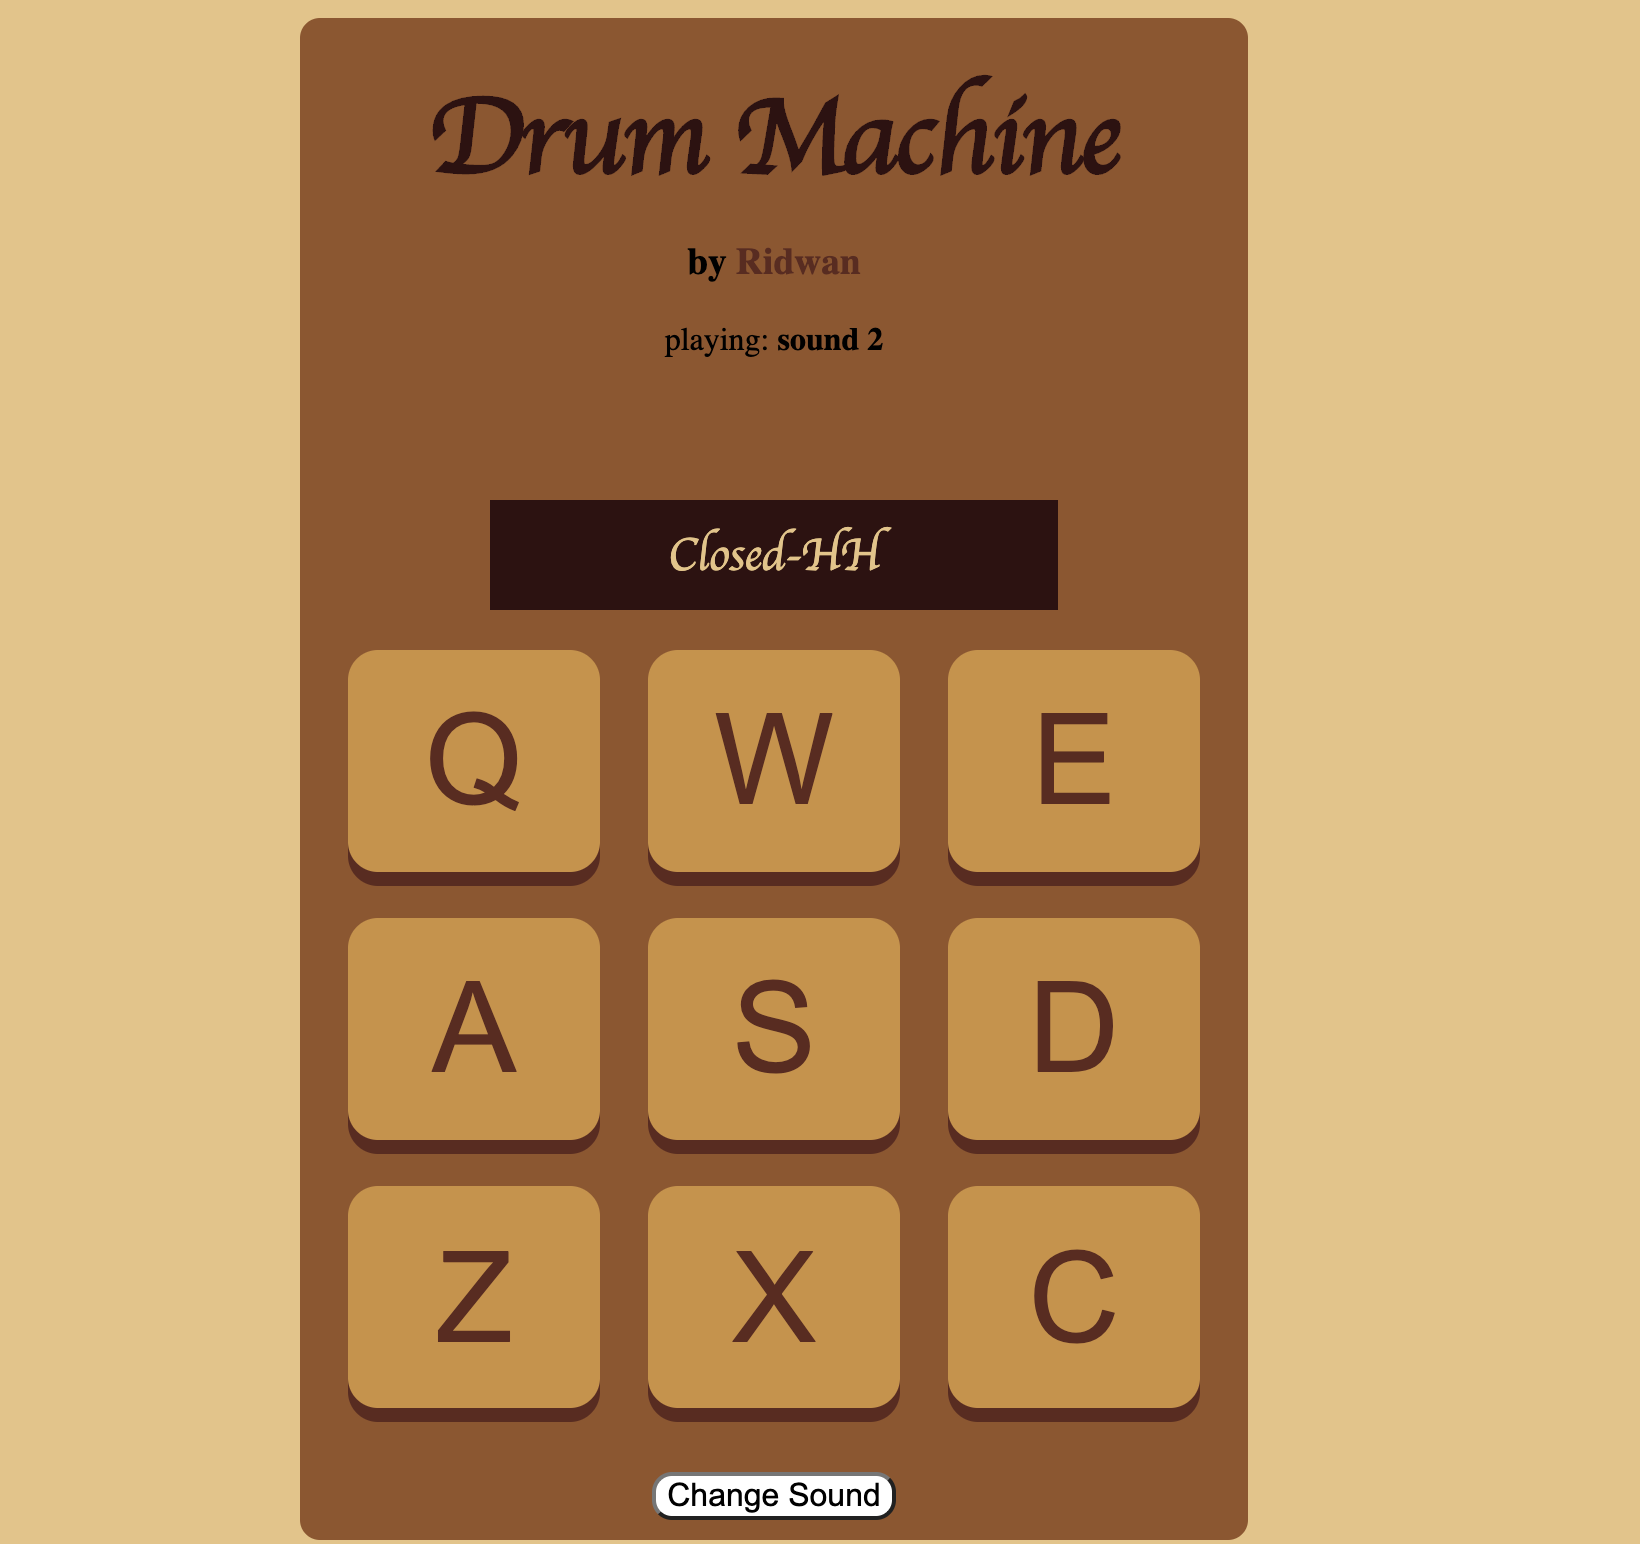 Drum Machine
by Ridwan
playing: sound 2
Closed-HH
Q W E
A S D
Z X C
Change Sound